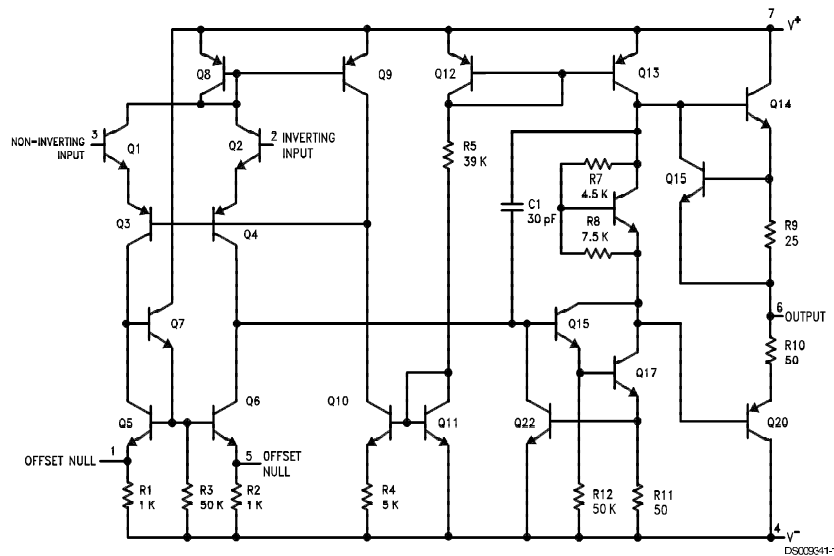 7 V+
Q8
Q9
Q12
Q13
Q14
NON-INVERTING
INPUT
3
Q1
Q2
2 INVERTING
INPUT
R5
39 K
Q15
R7
4.5 K
R8
7.5 K
C1
30 pF
R9
25
Q3
Q4
6
OUTPUT
Q7
Q15
R10
50
Q17
Q5
Q6
Q10
Q11
Q22
Q20
OFFSET NULL 1
5 OFFSET
NULL
R1
1 K
R3
50 K
R2
1 K
R4
5 K
R12
50 K
R11
50
4 V-
DS009341-1